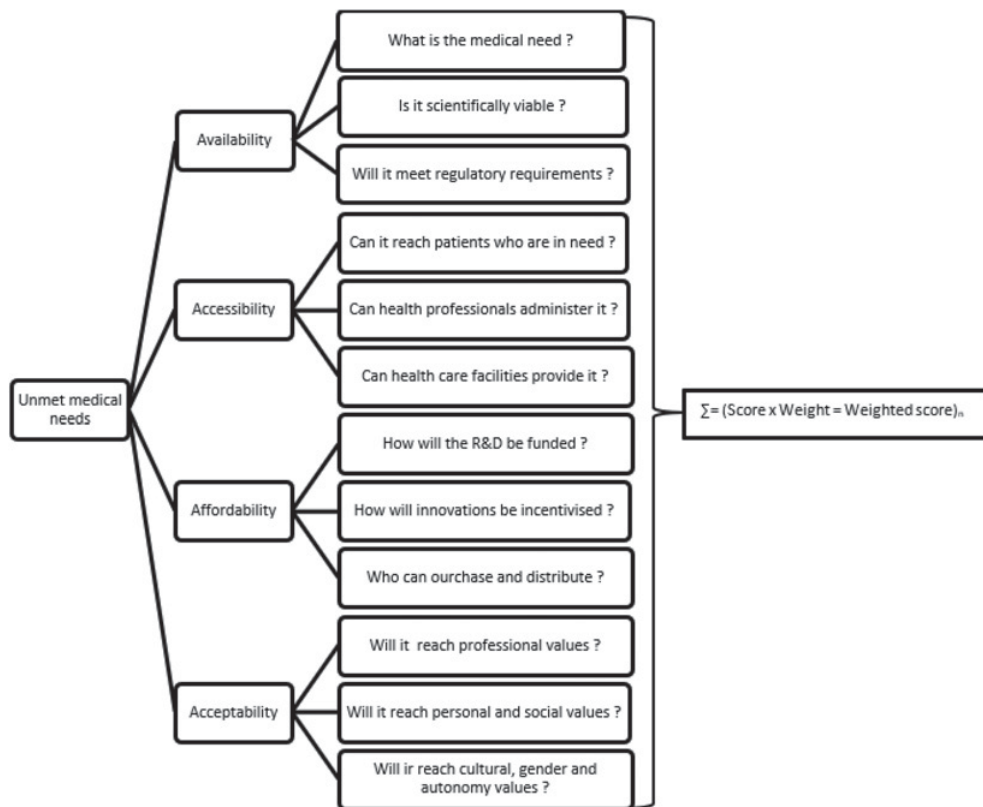 Unmet medical
needs
Availability
What is the medical need ?
Is it scientifically viable ?
Will it meet regulatory requirements ?
Accessibility
Can it reach patients who are in need ?
Can health professionals administer it ?
Can health care facilities provide it ?
Affordability
How will the R&D be funded ?
How will innovations be incentivised ?
Who can ourchase and distribute ?
Acceptability
Will it  reach professional values ?
Will it reach personal and social values ?
Will ir reach cultural, gender and
autonomy values ?
∑= (Score x Weight = Weighted score)ₙ